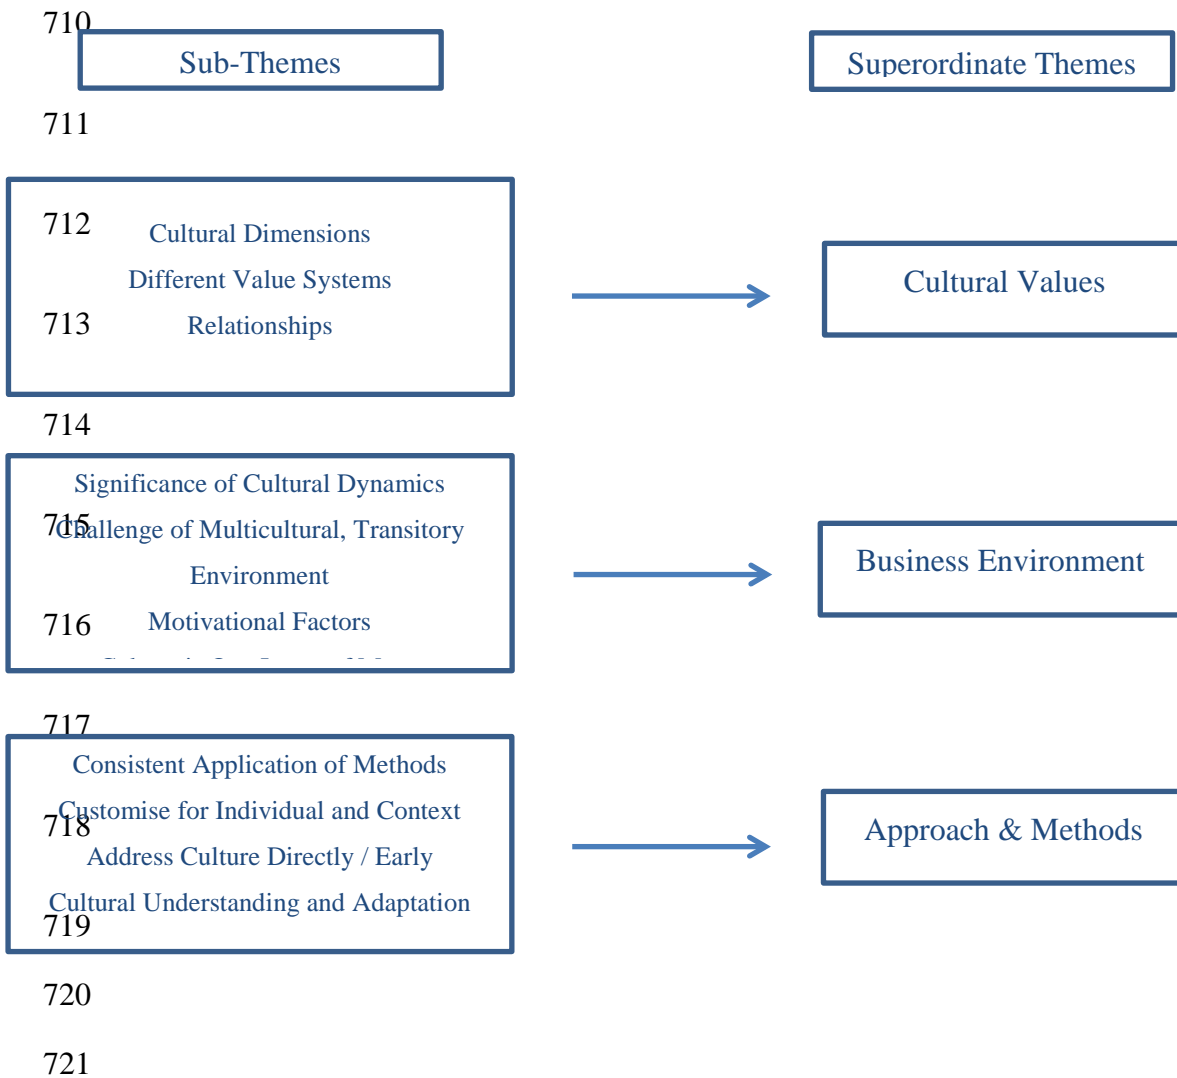 710
Sub-Themes
Superordinate Themes
711
712
Cultural Dimensions
Different Value Systems
Cultural Values
713
Relationships
714
Significance of Cultural Dynamics
715
Challenge of Multicultural, Transitory
Environment
Business Environment
716
Motivational Factors
717
Consistent Application of Methods
Customise for Individual and Context
718
Approach & Methods
Address Culture Directly / Early
Cultural Understanding and Adaptation
719
720
721